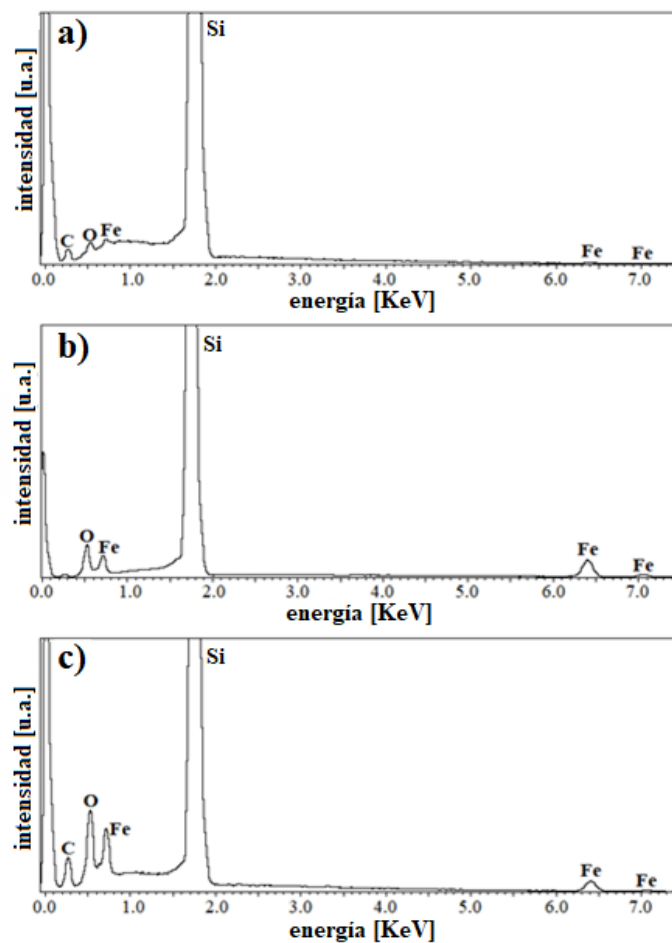 a)
Si
intensidad [u.a.]
C O Fe
Fe Fe
0.0 1.0 2.0 3.0 4.0 5.0 6.0 7.0
energía [KeV]
b)
Si
intensidad [u.a.]
O Fe
Fe Fe
0.0 1.0 2.0 3.0 4.0 5.0 6.0 7.0
energía [KeV]
c)
Si
intensidad [u.a.]
C O Fe
Fe Fe
0.0 1.0 2.0 3.0 4.0 5.0 6.0 7.0
energía [KeV]